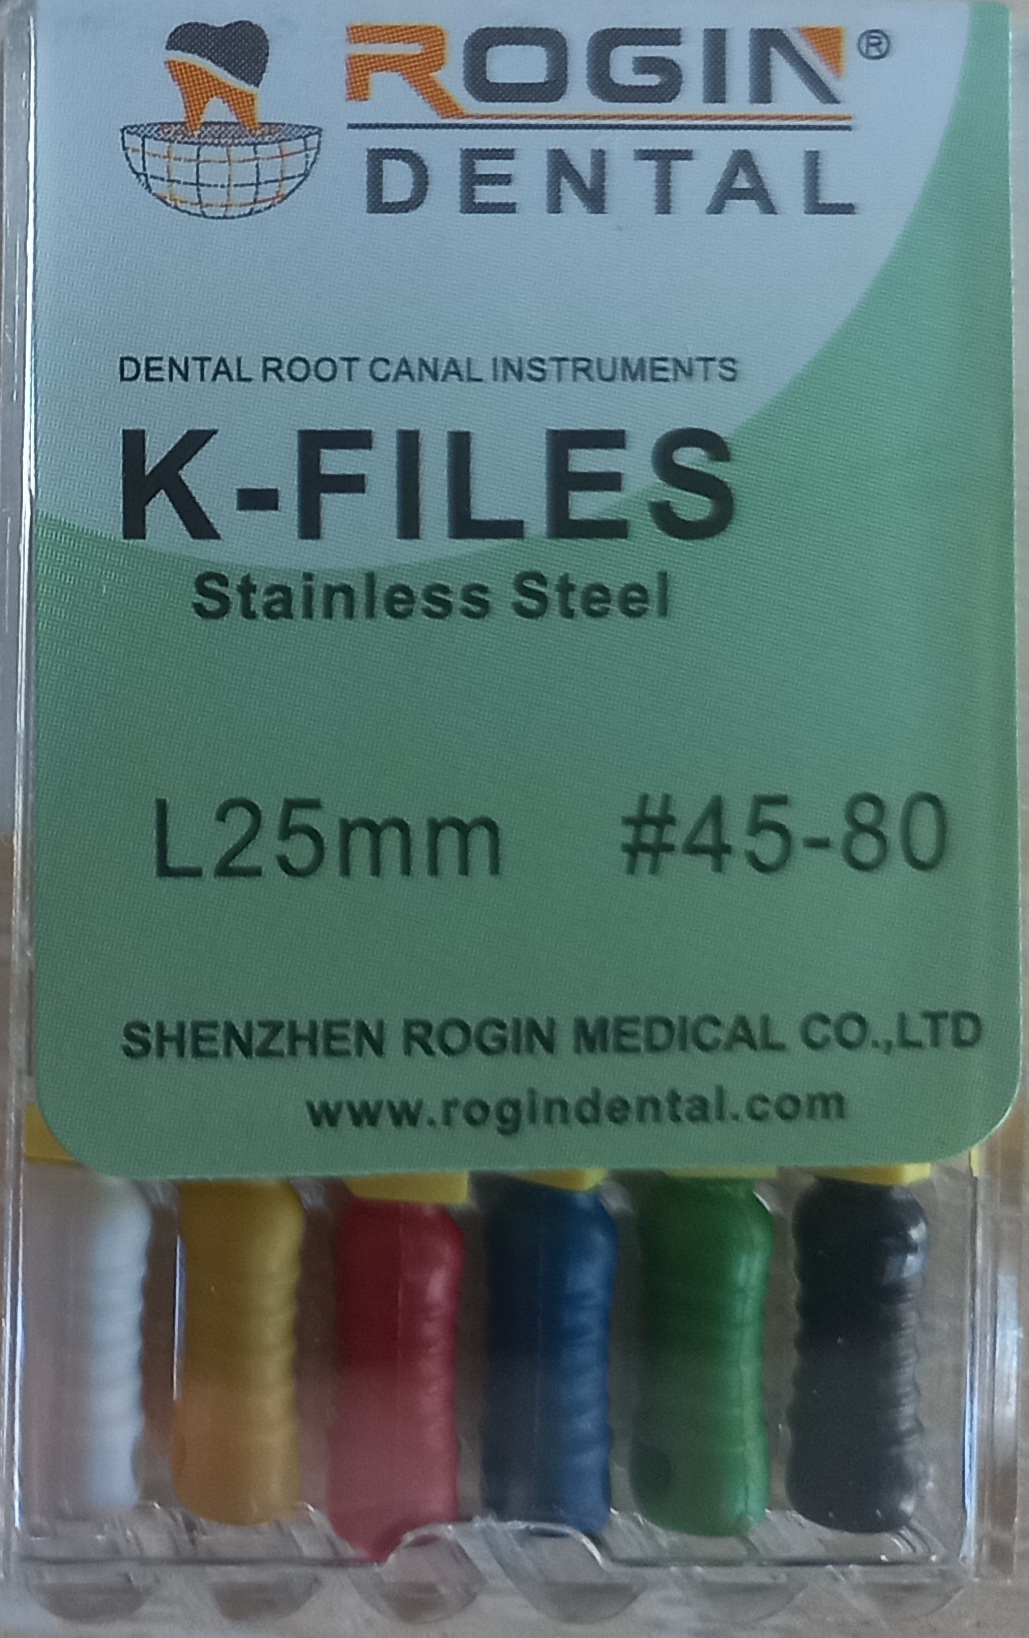 ROGIN®
DENTAL
DENTAL ROOT CANAL INSTRUMENTS
K-FILES
Stainless Steel
L25mm #45-80
SHENZHEN ROGIN MEDICAL CO.,LTD
www.rogindental.com